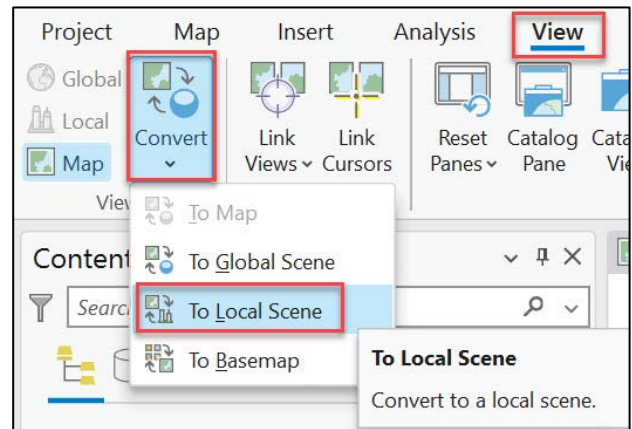 Project Map Insert Analysis View
Global
Local
Map
Convert
Link Views
Link Cursors
Reset Panes
Catalog Pane
To Map
To Global Scene
To Local Scene
To Basemap
To Local Scene
Convert to a local scene.